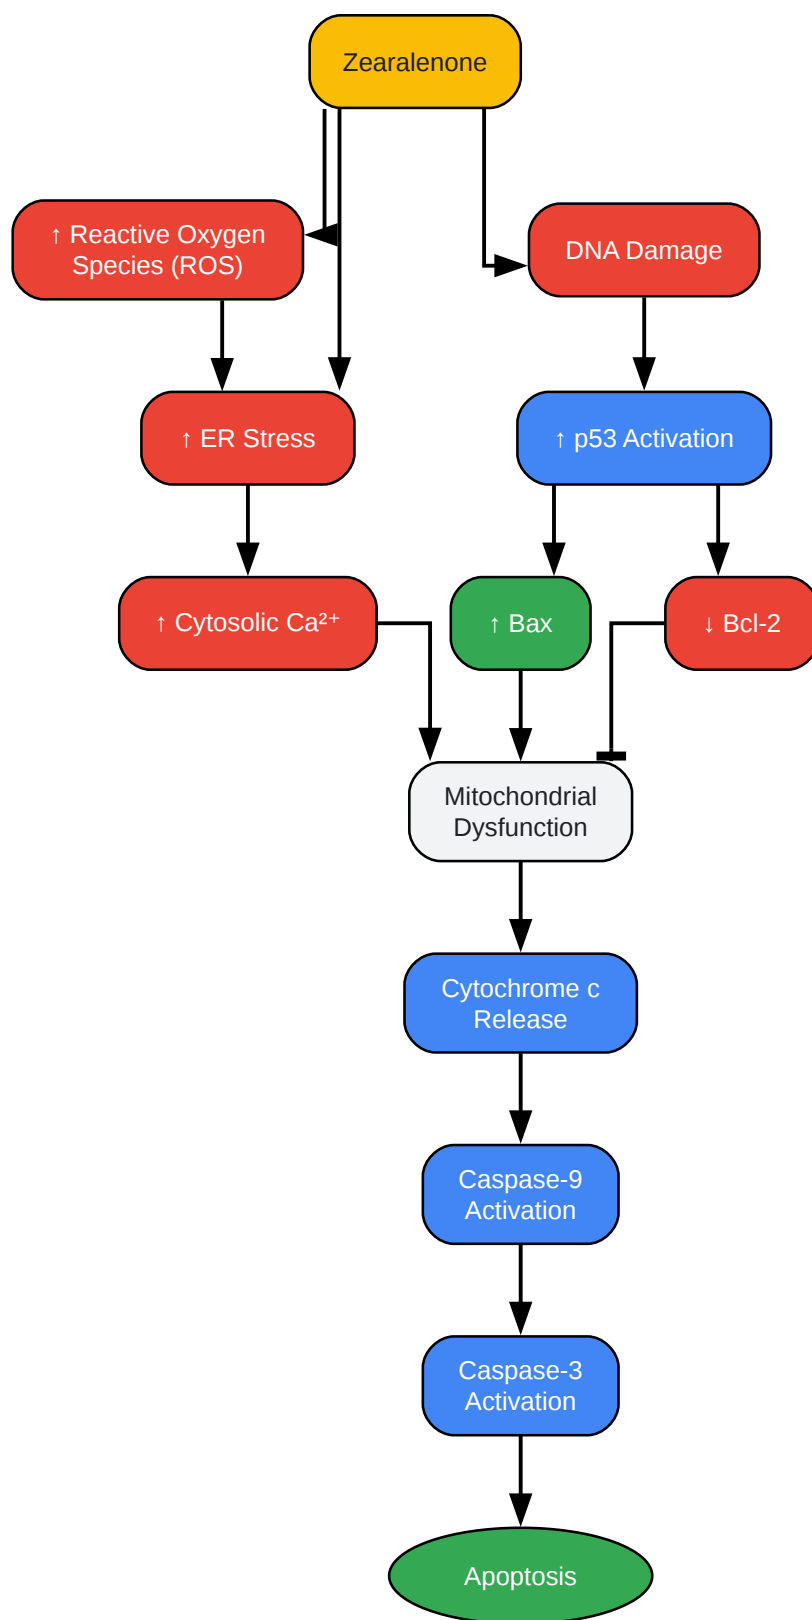 Zearalenone
↑ Reactive Oxygen
Species (ROS)
DNA Damage
↑ ER Stress
↑ p53 Activation
↑ Cytosolic Ca²⁺
↑ Bax
↓ Bcl-2
Mitochondrial
Dysfunction
Cytochrome c
Release
Caspase-9
Activation
Caspase-3
Activation
Apoptosis